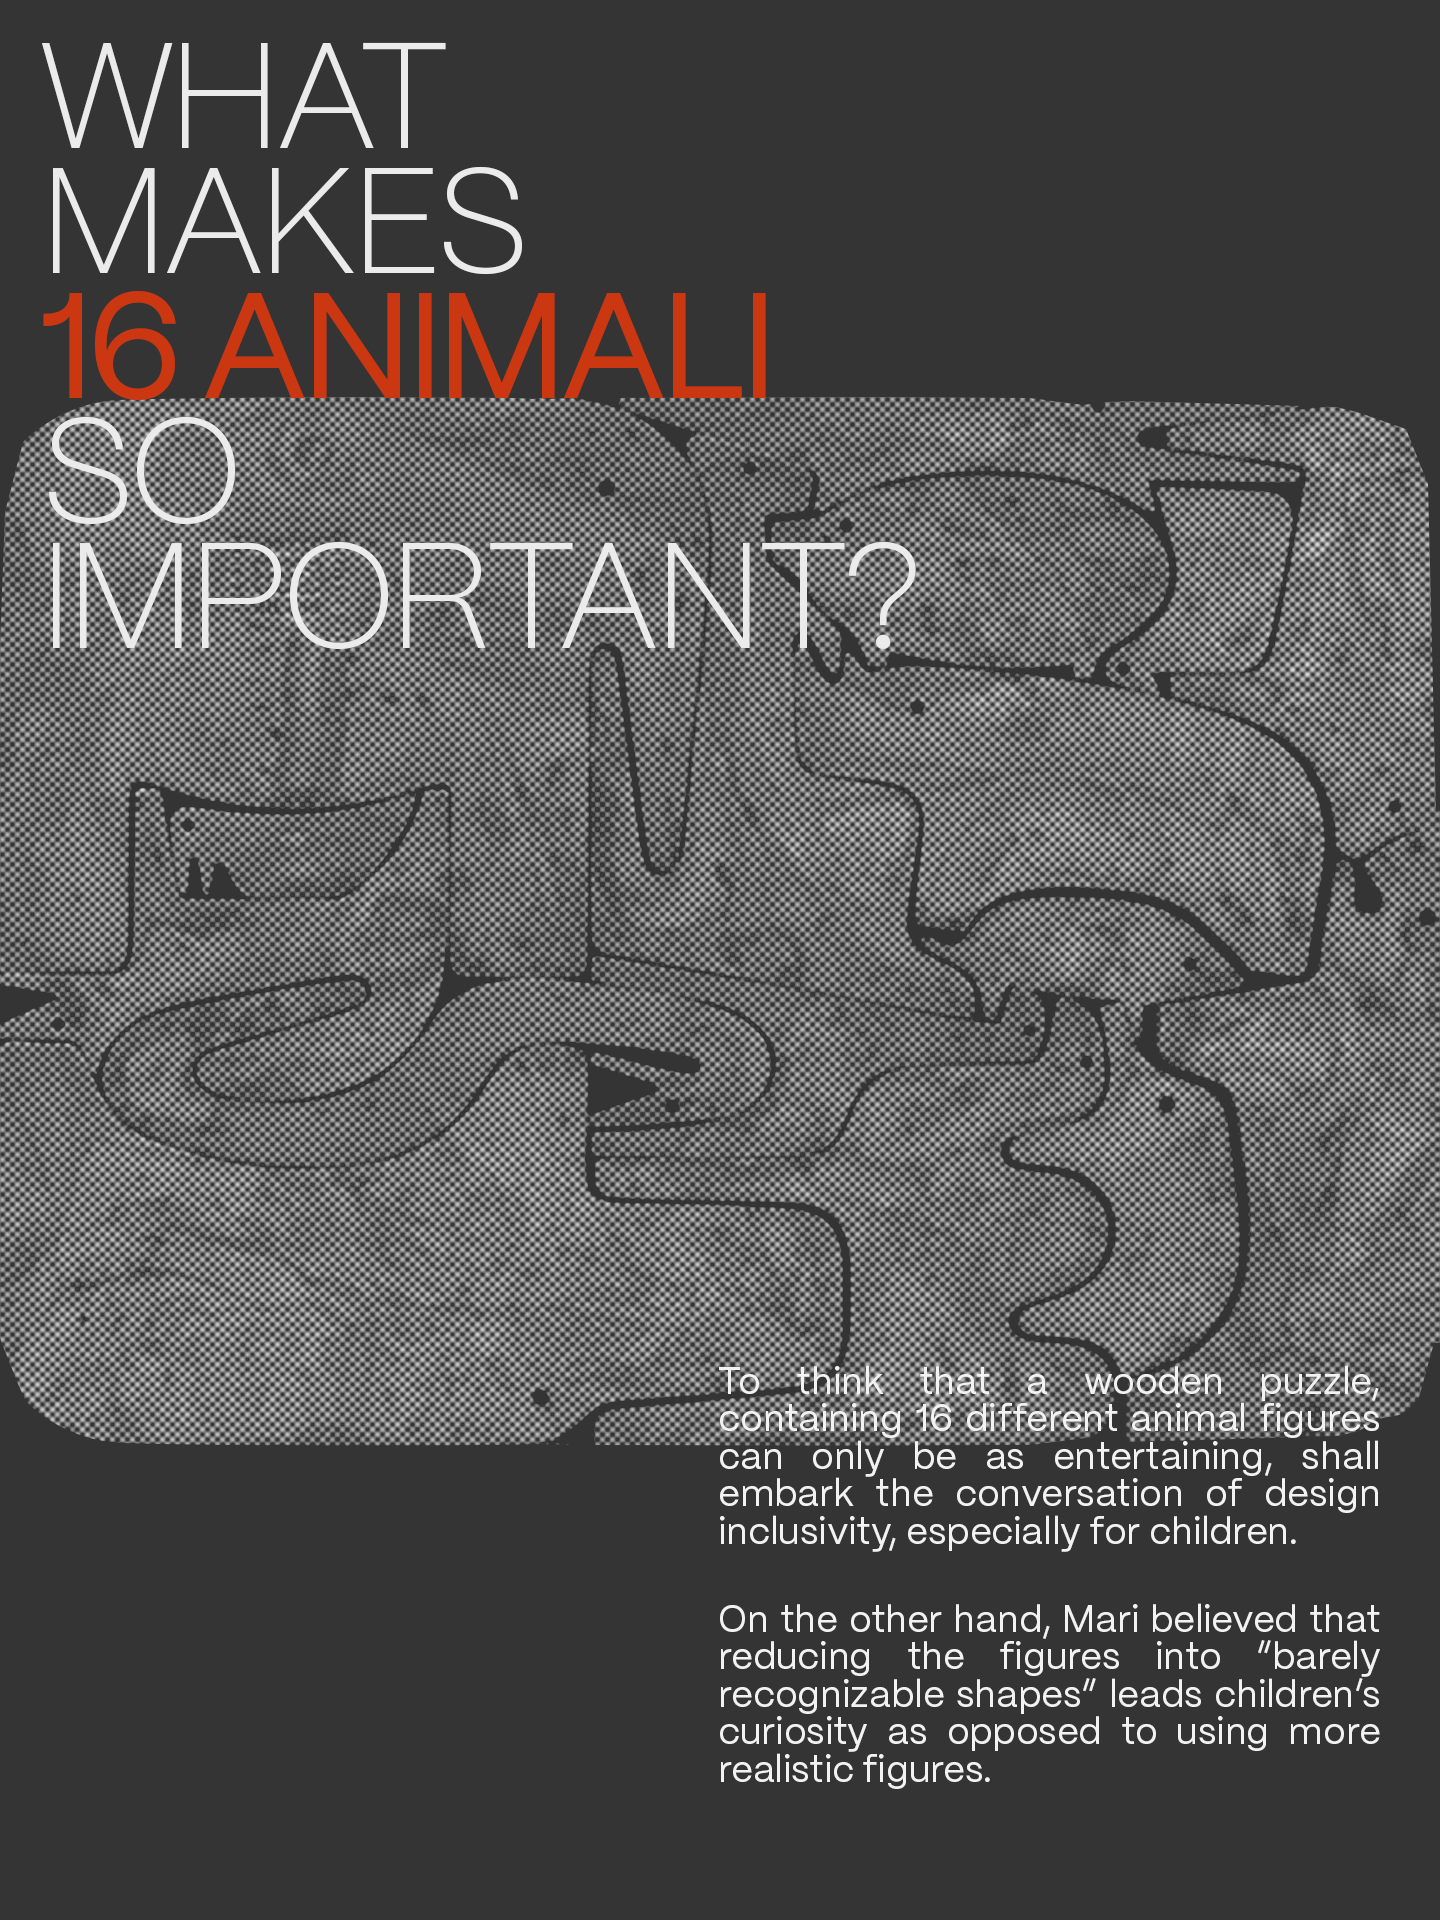 WHAT
MAKES
16 ANIMALI
SO
IMPORTANT?
To think that a wooden puzzle,
containing 16 different animal figures
can only be as entertaining, shall
embark the conversation of design
inclusivity, especially for children.
On the other hand, Mari believed that
reducing the figures into “barely
recognizable shapes” leads children’s
curiosity as opposed to using more
realistic figures.